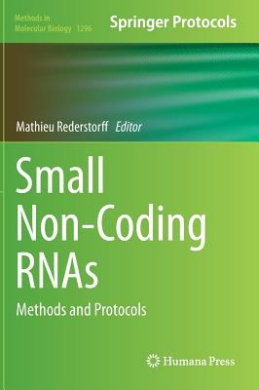 Methods in
Molecular Biology 1296
Springer Protocols
Mathieu Rederstorff Editor
Small
Non-Coding
RNAs
Methods and Protocols
Humana Press